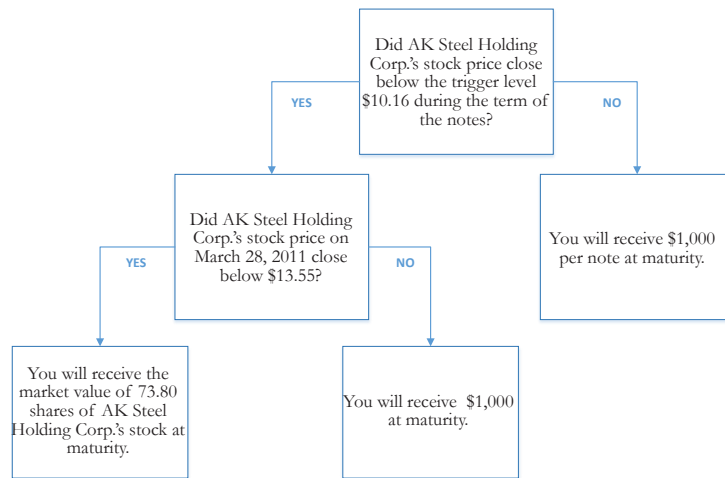 Did AK Steel Holding
Corp.'s stock price close
below the trigger level
$10.16 during the term of
the notes?
YES
NO
Did AK Steel Holding
Corp.'s stock price on
March 28, 2011 close
below $13.55?
You will receive $1,000
per note at maturity.
YES
NO
You will receive the
market value of 73.80
shares of AK Steel
Holding Corp.'s stock at
maturity.
You will receive $1,000
at maturity.